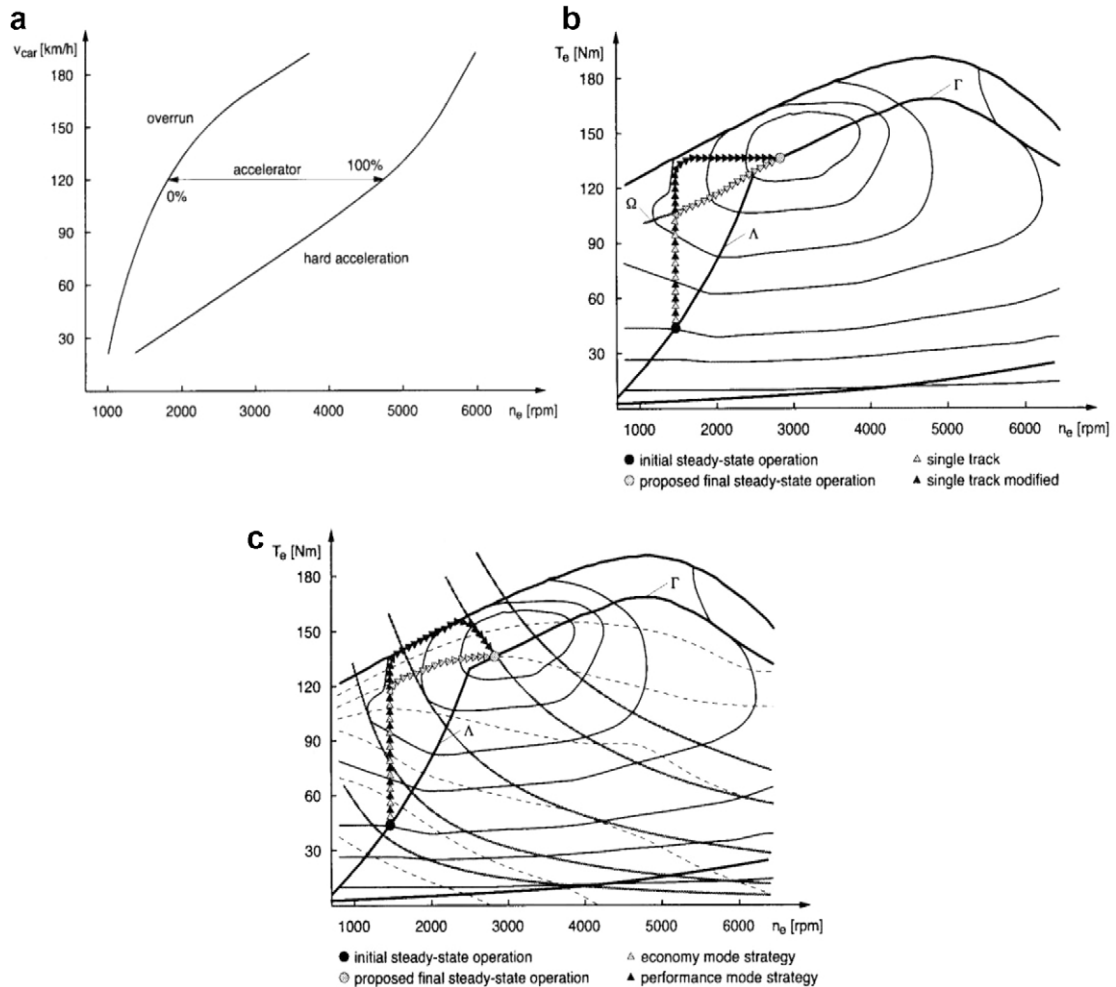 a
v_car [km/h]
180
150
120
90
60
30
overrun
accelerator
100%
0%
hard acceleration
1000 2000 3000 4000 5000 6000 n_e [rpm]
b
T_e [Nm]
180
150
120
90
60
30
Γ
Ω
Λ
1000 2000 3000 4000 5000 6000 n_e [rpm]
initial steady-state operation
single track
proposed final steady-state operation
single track modified
c
T_e [Nm]
180
150
120
90
60
30
Γ
Λ
1000 2000 3000 4000 5000 6000 n_e [rpm]
initial steady-state operation
economy mode strategy
proposed final steady-state operation
performance mode strategy